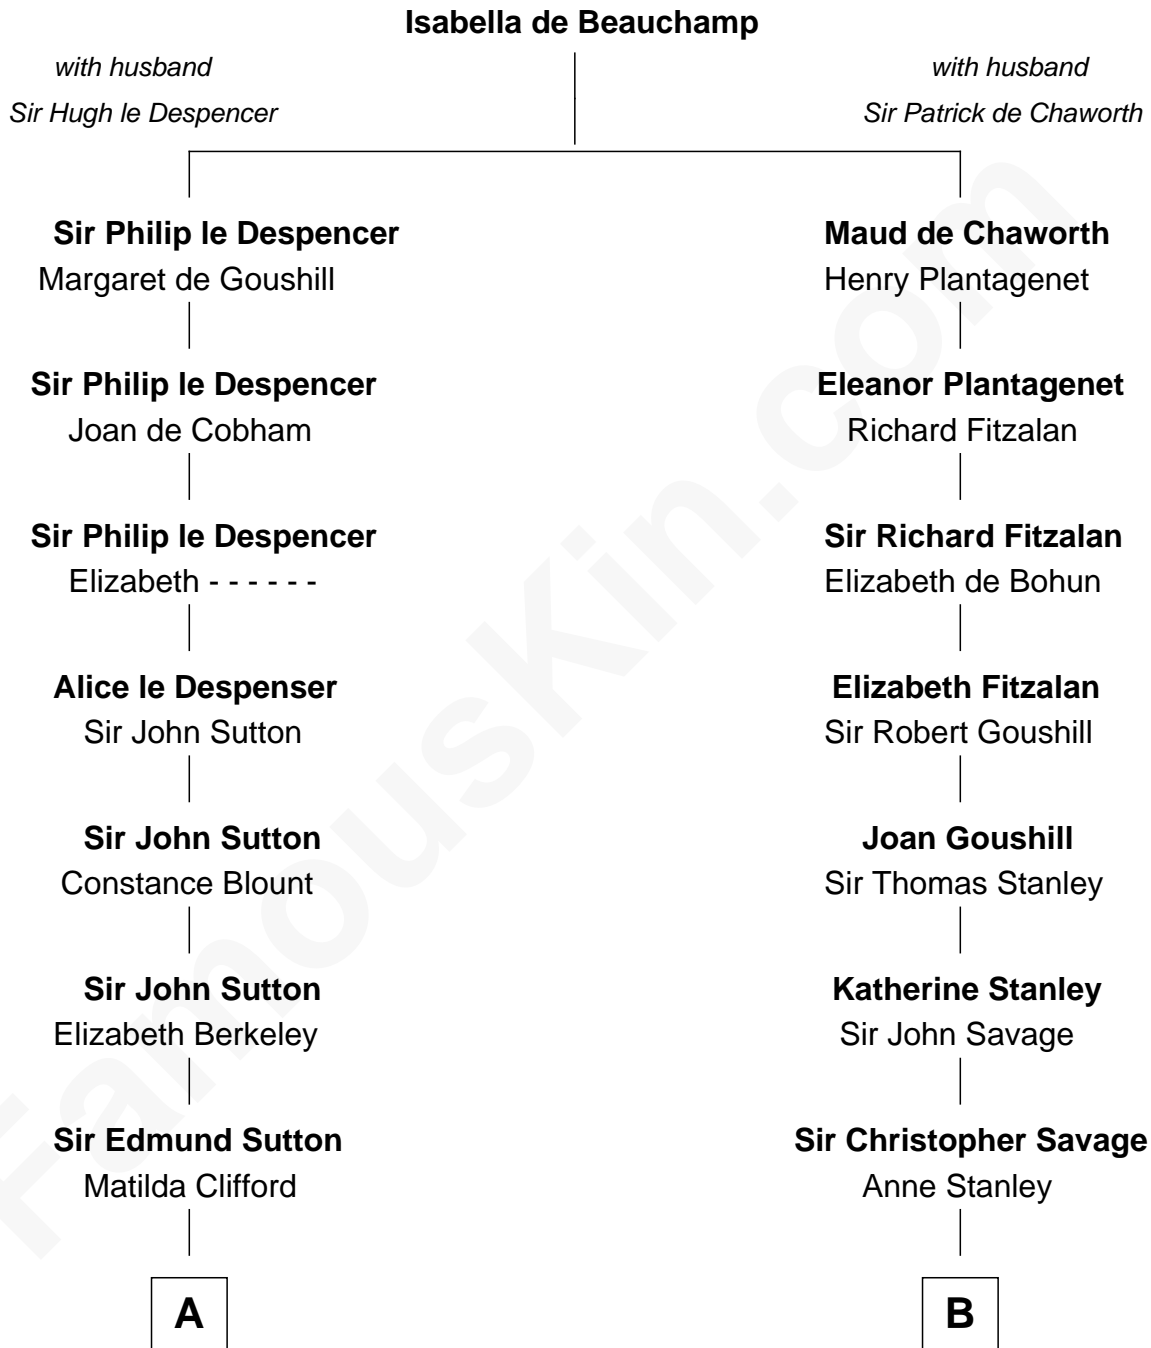 Isabella de Beauchamp
with husband
Sir Hugh le Despencer
with husband
Sir Patrick de Chaworth
Sir Philip le Despencer
Margaret de Goushill
Maud de Chaworth
Henry Plantagenet
Sir Philip le Despencer
Joan de Cobham
Eleanor Plantagenet
Richard Fitzalan
Sir Philip le Despencer
Elizabeth - - - - - -
Sir Richard Fitzalan
Elizabeth de Bohun
Alice le Despenser
Sir John Sutton
Elizabeth Fitzalan
Sir Robert Goushill
Sir John Sutton
Constance Blount
Joan Goushill
Sir Thomas Stanley
Sir John Sutton
Elizabeth Berkeley
Katherine Stanley
Sir John Savage
Sir Edmund Sutton
Matilda Clifford
Sir Christopher Savage
Anne Stanley
A
B
FamousKin.com